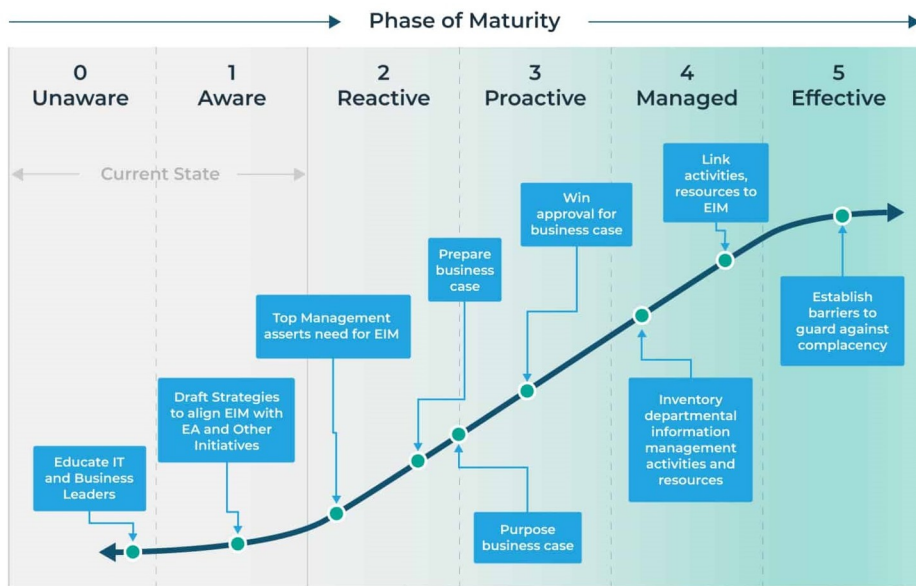 Phase of Maturity
0
Unaware
1
Aware
2
Reactive
3
Proactive
4
Managed
5
Effective
Current State
Educate IT
and Business
Leaders
Draft Strategies
to align EIM with
EA and Other
Initiatives
Top Management
asserts need for EIM
Prepare
business
case
Purpose
business case
Win
approval for
business case
Inventory
departmental
information
management
activities and
resources
Link
activities,
resources to
EIM
Establish
barriers to
guard against
complacency